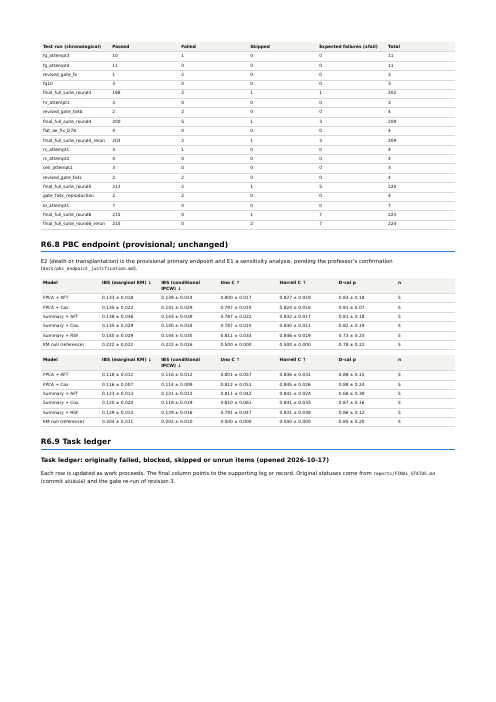 Test run (chronological) Passed Failed Skipped Expected failures (xfail) Total
fq_attempt3 10 1 0 0 11
fq_attempt4 11 0 0 0 11
revised_gate_fa 1 2 0 0 3
fq10 3 0 0 0 3
final_full_suite_round3 198 2 1 1 202
hr_attempt1 3 0 0 0 3
revised_gate_fa4b 2 2 0 0 4
final_full_suite_round4 200 5 1 3 209
flat_ae_fix_078 4 0 0 0 4
final_full_suite_round4_rerun 203 2 1 3 209
rs_attempt1 3 1 0 0 4
rs_attempt2 4 0 0 0 4
ceii_attempt1 3 0 0 0 3
revised_gate_fa4c 2 2 0 0 4
final_full_suite_round5 212 2 1 5 220
gate_fa4c_reproduction 2 2 0 0 4
bi_attempt1 7 0 0 0 7
final_full_suite_round6 215 0 1 7 223
final_full_suite_round6_rerun 215 0 2 7 224
R6.8 PBC endpoint (provisional; unchanged)
E2 (death or transplantation) is the provisional primary endpoint and E1 a sensitivity analysis, pending the professor's confirmation
(docs/pbc_endpoint_justification.md).
Model IBS (marginal KM) ↓ IBS (conditional IPCW) ↓ Uno C ↑ Harrell C ↑ D-cal p n
FPCA + AFT 0.133 ± 0.018 0.139 ± 0.024 0.800 ± 0.017 0.827 ± 0.019 0.83 ± 0.18 5
FPCA + Cox 0.135 ± 0.022 0.141 ± 0.029 0.797 ± 0.015 0.824 ± 0.016 0.91 ± 0.07 5
Summary + AFT 0.138 ± 0.036 0.143 ± 0.039 0.787 ± 0.022 0.832 ± 0.017 0.81 ± 0.18 5
Summary + Cox 0.135 ± 0.029 0.140 ± 0.034 0.787 ± 0.010 0.830 ± 0.011 0.82 ± 0.19 5
Summary + RSF 0.140 ± 0.029 0.144 ± 0.035 0.811 ± 0.033 0.846 ± 0.019 0.73 ± 0.25 5
KM null (reference) 0.222 ± 0.022 0.222 ± 0.026 0.500 ± 0.000 0.500 ± 0.000 0.78 ± 0.22 5
Model IBS (marginal KM) ↓ IBS (conditional IPCW) ↓ Uno C ↑ Harrell C ↑ D-cal p n
FPCA + AFT 0.118 ± 0.012 0.116 ± 0.012 0.801 ± 0.057 0.836 ± 0.031 0.88 ± 0.15 5
FPCA + Cox 0.116 ± 0.007 0.114 ± 0.009 0.812 ± 0.051 0.845 ± 0.026 0.88 ± 0.24 5
Summary + AFT 0.123 ± 0.013 0.121 ± 0.012 0.811 ± 0.042 0.841 ± 0.024 0.68 ± 0.39 5
Summary + Cox 0.120 ± 0.020 0.118 ± 0.019 0.810 ± 0.061 0.841 ± 0.035 0.87 ± 0.16 5
Summary + RSF 0.129 ± 0.013 0.129 ± 0.016 0.791 ± 0.047 0.831 ± 0.038 0.86 ± 0.12 5
KM null (reference) 0.204 ± 0.011 0.202 ± 0.010 0.500 ± 0.000 0.500 ± 0.000 0.85 ± 0.20 5
R6.9 Task ledger
Task ledger: originally failed, blocked, skipped or unrun items (opened 2026-10-17)
Each row is updated as work proceeds. The final column points to the supporting log or record. Original statuses come from reports/FINAL_STATUS.md
(commit a918a56) and the gate re-run of revision 3.